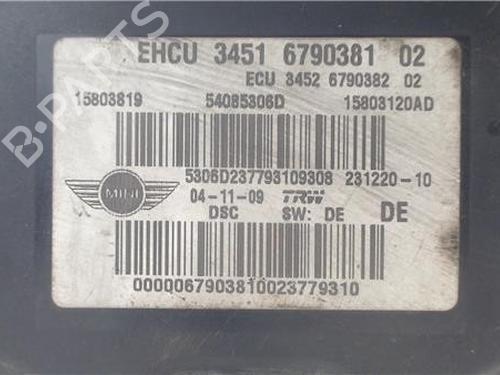 EHCU 3451 6790381 02
ECU 3452 6790382 02
15803819 54085306D 15803120AD
5306D237793109308 231220-10
MINI 04-11-09 TRW
DSC SW: DE DE
0000067903810023779310
B-PARTS